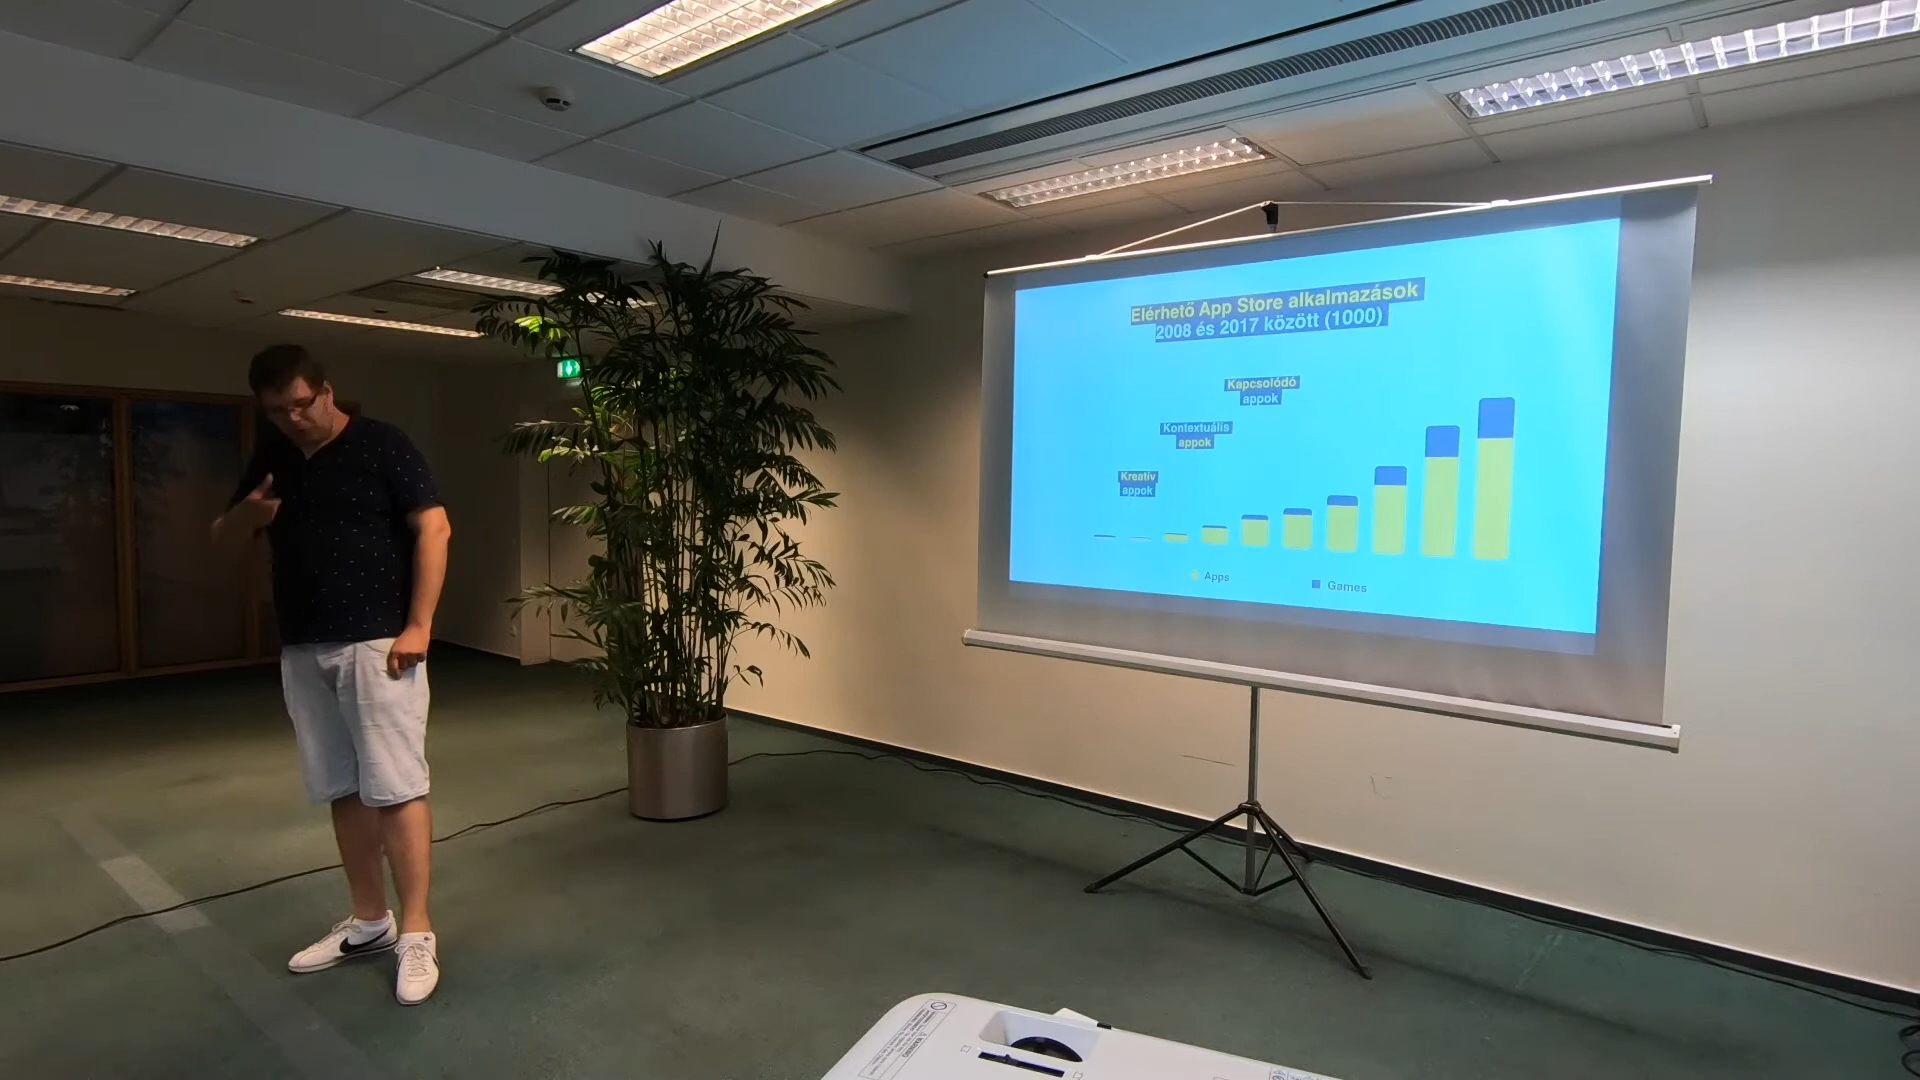 Elérhető App Store alkalmazások
2008 és 2017 között (1000)
Kapcsolódó
appok
Kontextuális
appok
Kreatív
appok
Apps
Games